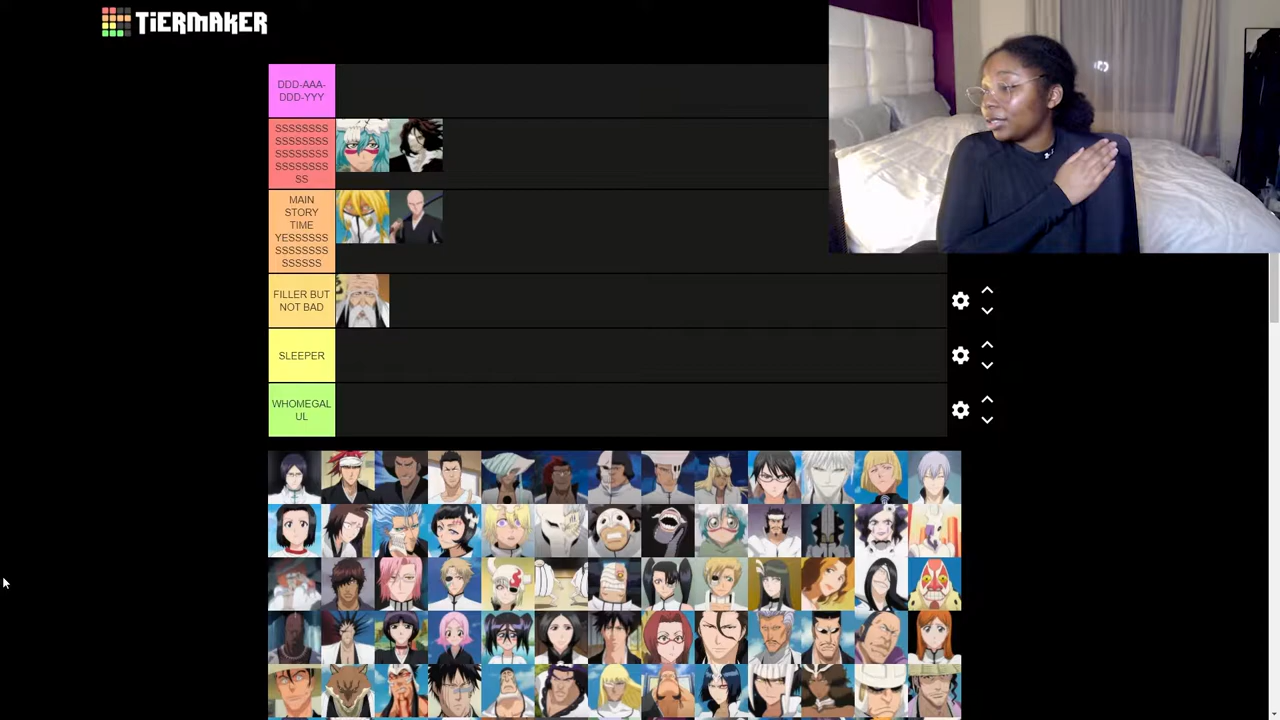 TiERMAKER
DDD-AAA-
DDD-YYY
SSSSSSSS
SSSSSSSS
SSSSSSSS
SSSSSSSS
SS
MAIN
STORY
TIME
YESSSSSS
SSSSSSSS
SSSSSS
FILLER BUT
NOT BAD
SLEEPER
WHOMEGAL
UL